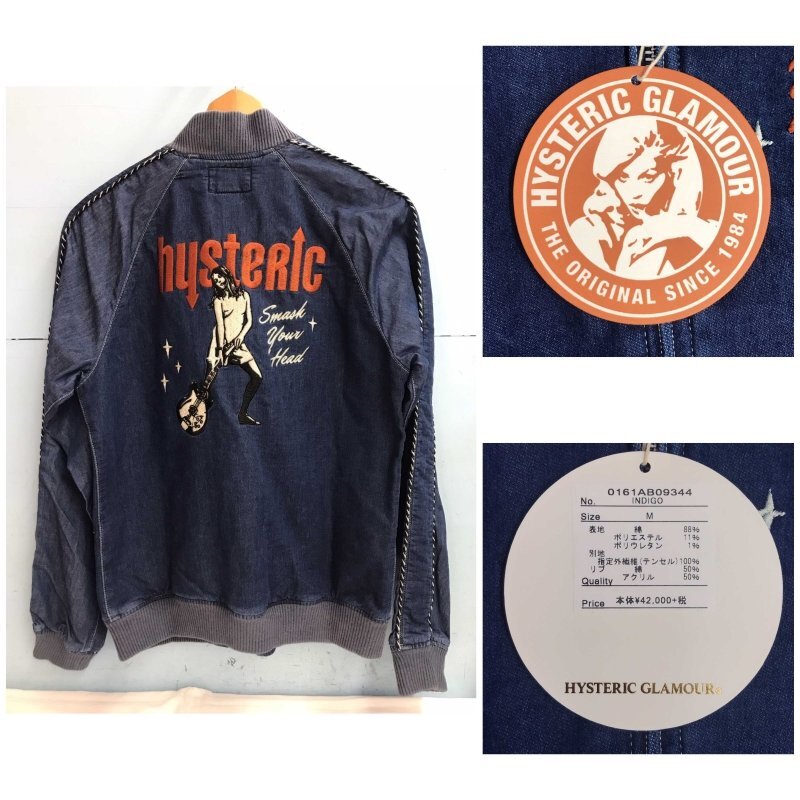 hysteric
Smash
Your
Head
HYSTERIC GLAMOUR
THE ORIGINAL SINCE 1984
0161AB09344
No. INDIGO
Size M
表地 綿 88%
ポリエステル 11%
ポリウレタン 1%
別地
指定外繊維(テンセル)100%
リブ 綿 50%
Quality アクリル 50%
Price 本体¥42,000+税
HYSTERIC GLAMOUR